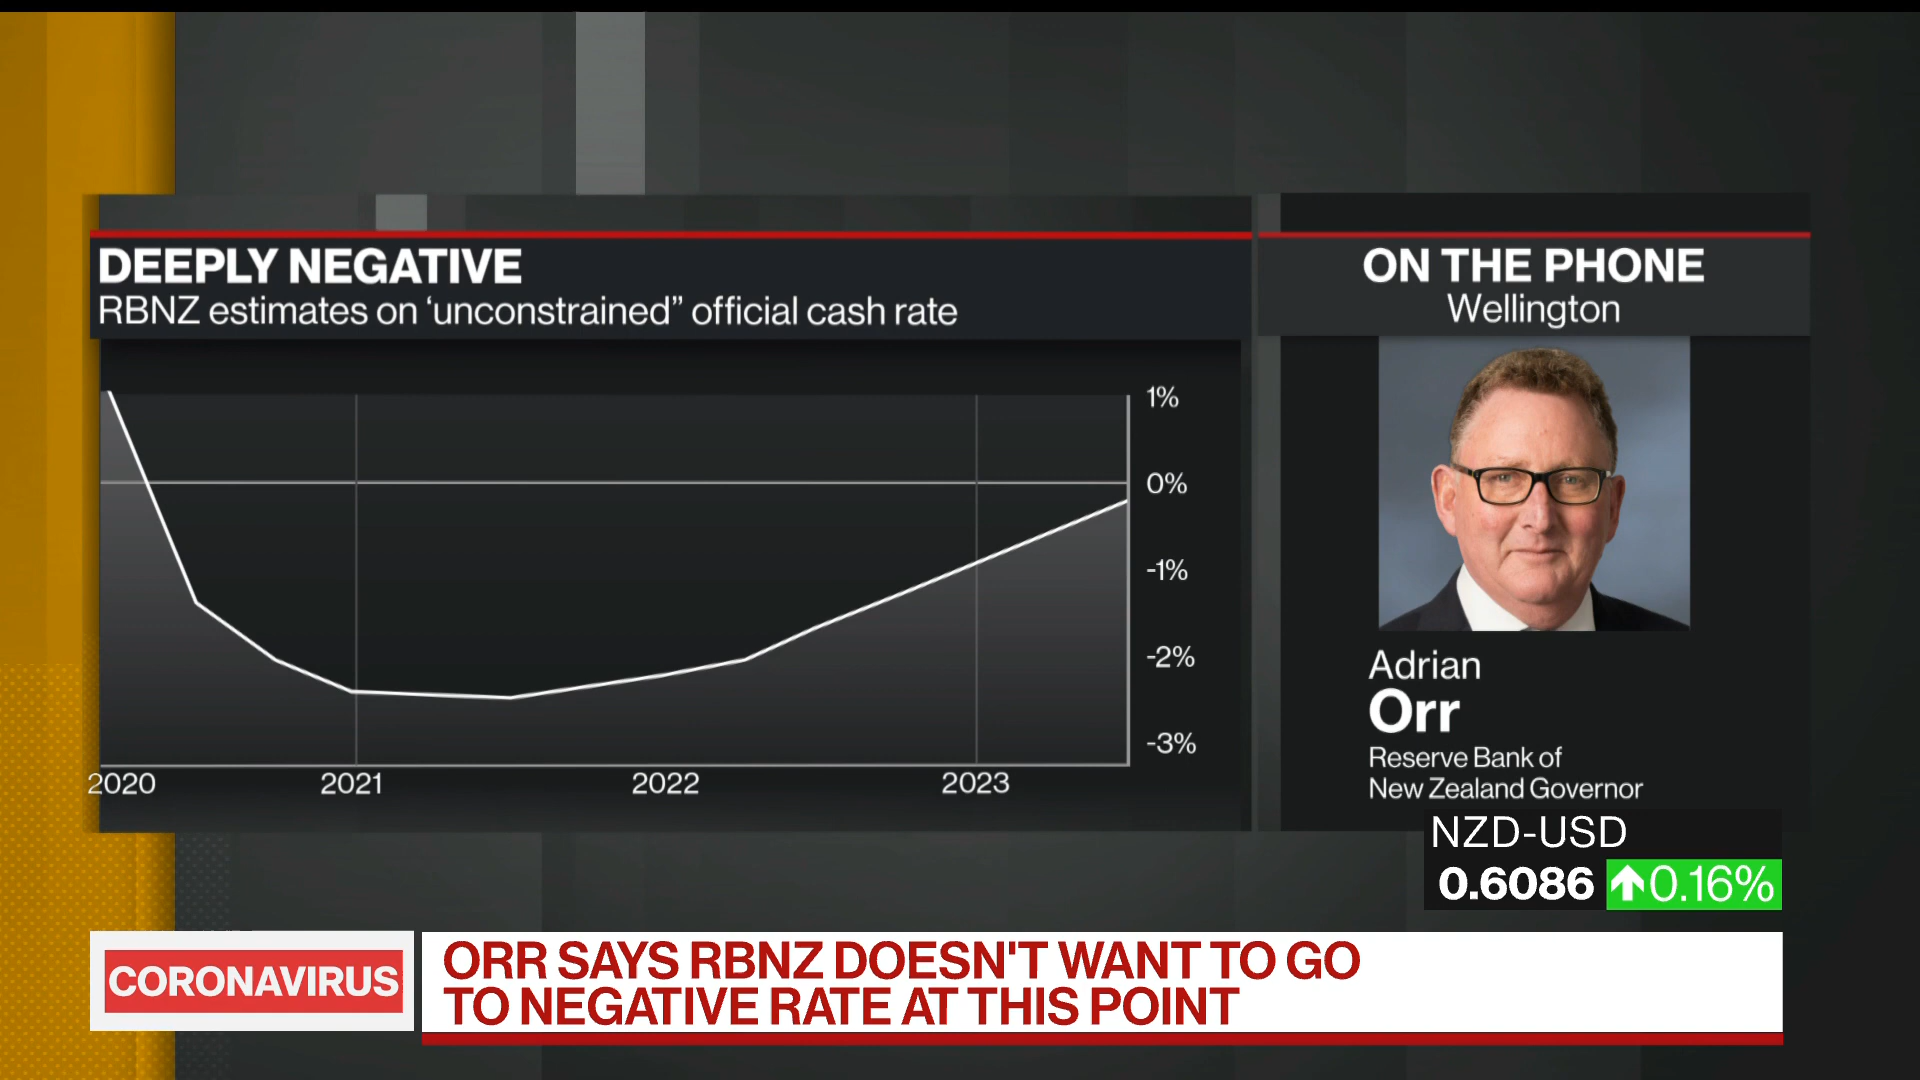 DEEPLY NEGATIVE
RBNZ estimates on ‘unconstrained” official cash rate
1%
0%
-1%
-2%
-3%
2020 2021 2022 2023
ON THE PHONE
Wellington
Adrian
Orr
Reserve Bank of
New Zealand Governor
NZD-USD
0.6086 0.16%
CORONAVIRUS
ORR SAYS RBNZ DOESN'T WANT TO GO
TO NEGATIVE RATE AT THIS POINT